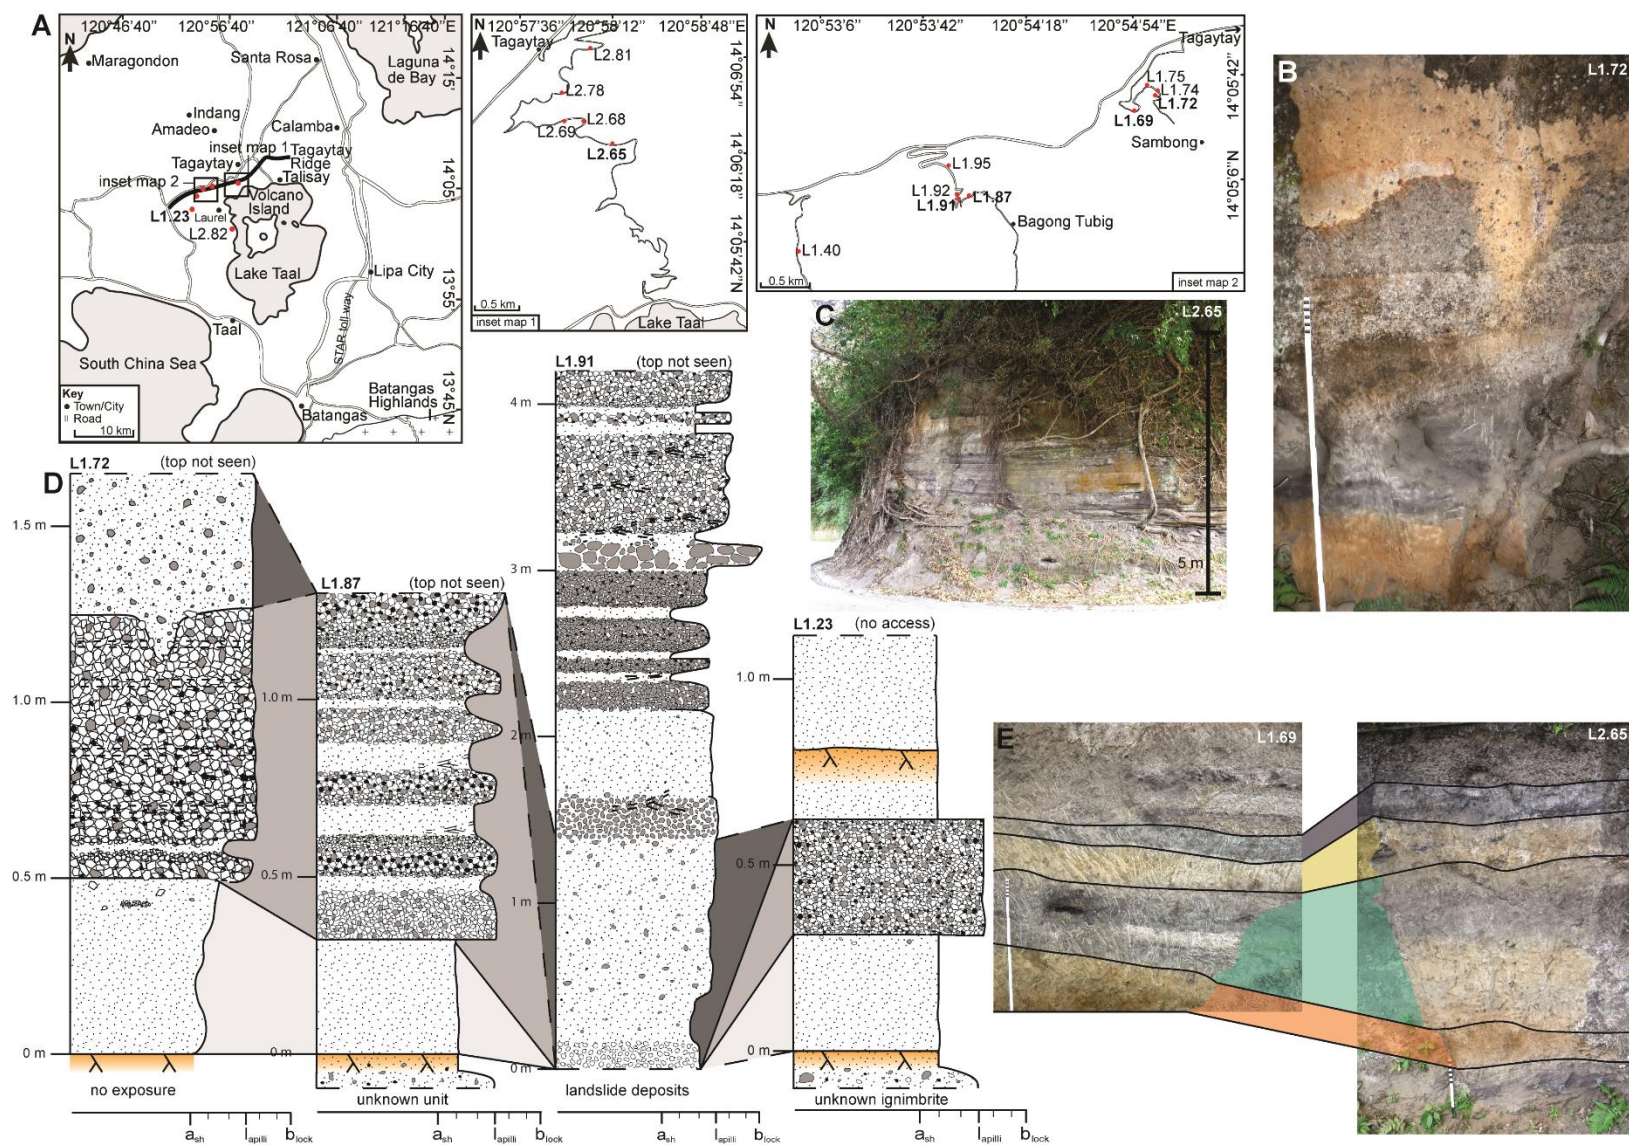 A
120°46'40"
120°56'40"
121°06'40"
121°16'40"E
N
Maragondon
Santa Rosa
Laguna
de Bay
14°15'
Indang
Amadeo
Calamba
inset map 1
Tagaytay
Ridge
Tagaytay
Talisay
14°05'
inset map 2
Volcano
Island
L1.23
Laurel
L2.82
Lake Taal
Lipa City
13°55'
Taal
STAR toll way
South China Sea
Batangas
Highlands
Batangas
13°45'N
Key
Town/City
Road
10 km
N
120°57'36"
120°58'12"
120°58'48"E
Tagaytay
L2.81
14°06'54"
L2.78
L2.68
L2.69
L2.65
14°06'18"
14°05'42"N
0.5 km
inset map 1
Lake Taal
N
120°53'6"
120°53'42"
120°54'18"
120°54'54"E
Tagaytay
L1.75
L1.74
L1.72
L1.69
14°05'42"
Sambong
L1.95
L1.92
L1.91
L1.87
14°05'6"N
Bagong Tubig
L1.40
0.5 km
inset map 2
B
L1.72
C
L2.65
5 m
D
L1.72
(top not seen)
1.5 m
1.0 m
0.5 m
0 m
no exposure
ash
lapilli
block
L1.87
(top not seen)
1.0 m
0.5 m
0 m
unknown unit
ash
lapilli
block
L1.91
(top not seen)
4 m
3 m
2 m
1 m
0 m
landslide deposits
ash
lapilli
block
L1.23
(no access)
1.0 m
0.5 m
0 m
unknown ignimbrite
ash
lapilli
block
E
L1.69
L2.65